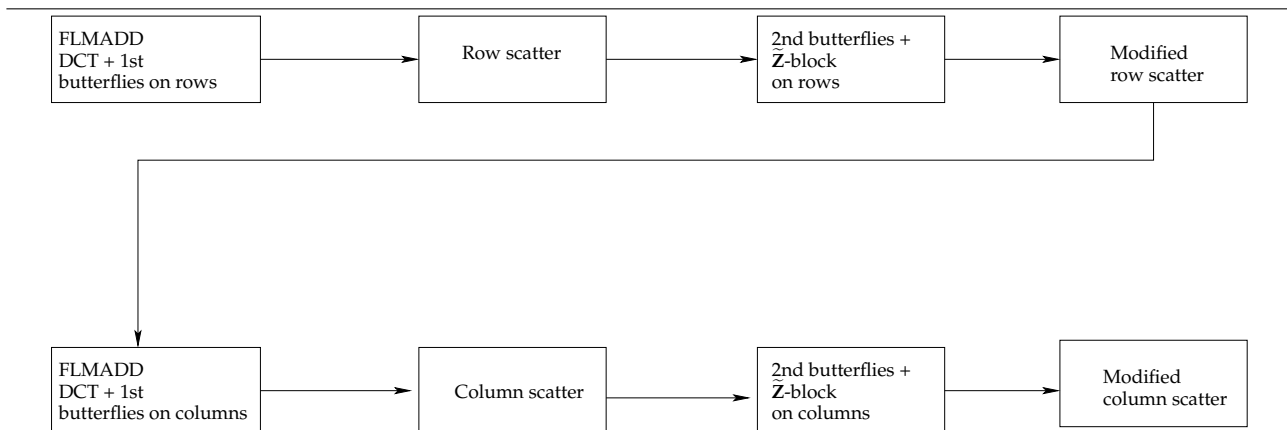 FLMADD
DCT + 1st
butterflies on rows
Row scatter
2nd butterflies +
Z̃-block
on rows
Modified
row scatter
FLMADD
DCT + 1st
butterflies on columns
Column scatter
2nd butterflies +
Z̃-block
on columns
Modified
column scatter